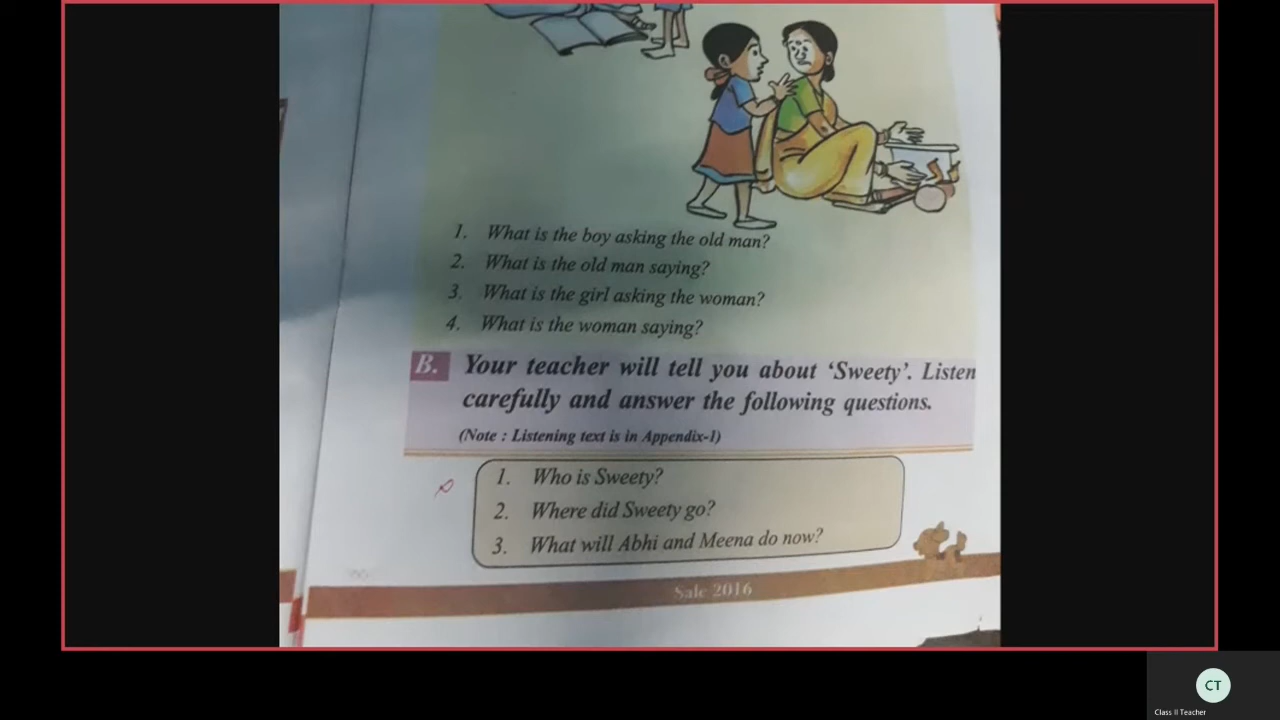 1. What is the boy asking the old man?
2. What is the old man saying?
3. What is the girl asking the woman?
4. What is the woman saying?
B. Your teacher will tell you about ‘Sweety’. Listen
carefully and answer the following questions.
(Note : Listening text is in Appendix-1)
1. Who is Sweety?
2. Where did Sweety go?
3. What will Abhi and Meena do now?
Sale 2016
CT
Class II Teacher